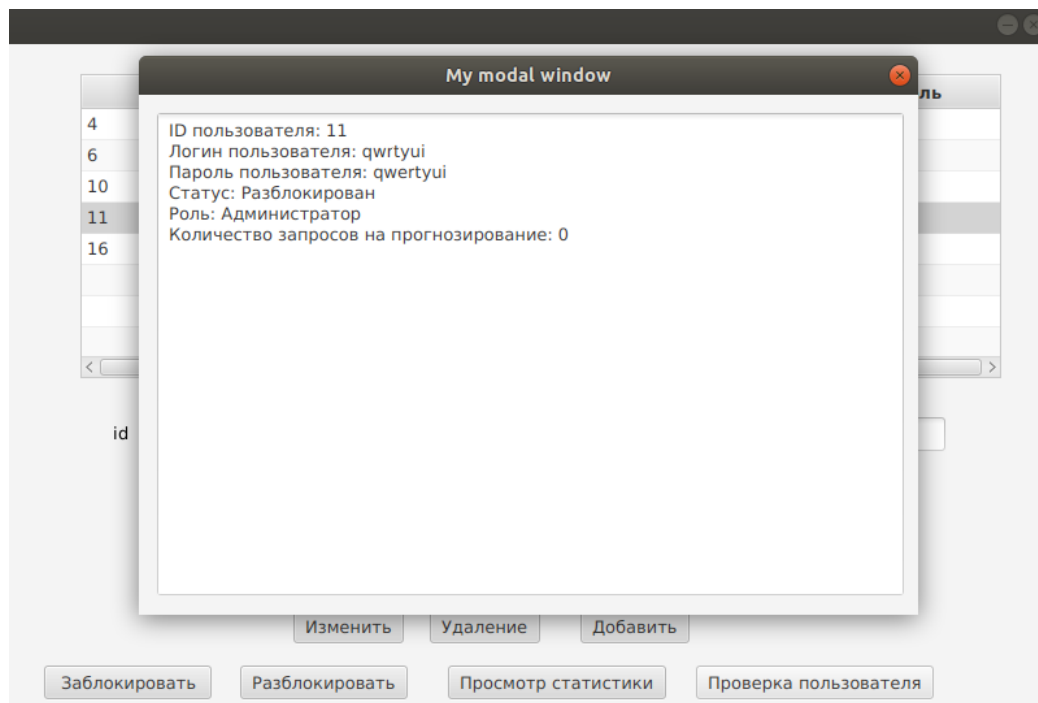 My modal window
ль
4
6
10
11
16
ID пользователя: 11
Логин пользователя: qwrtyui
Пароль пользователя: qwertyui
Статус: Разблокирован
Роль: Администратор
Количество запросов на прогнозирование: 0
id
Изменить Удаление Добавить
Заблокировать Разблокировать Просмотр статистики Проверка пользователя